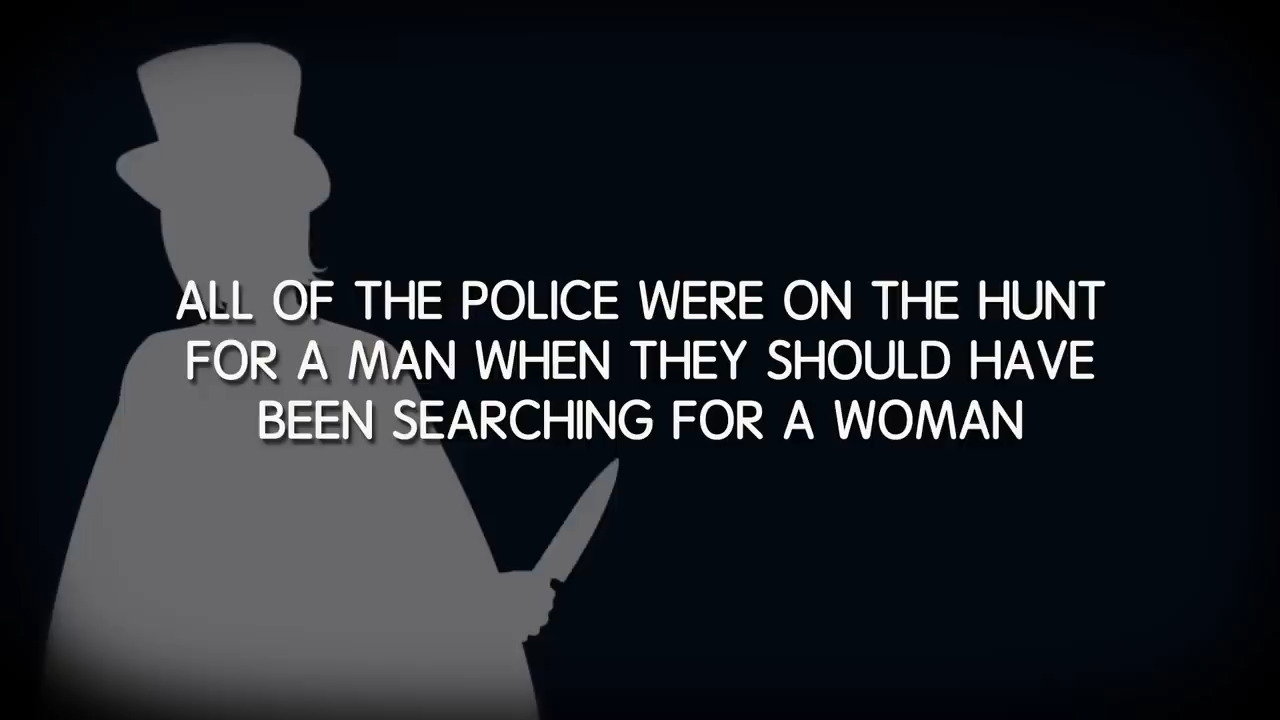 ALL OF THE POLICE WERE ON THE HUNT
FOR A MAN WHEN THEY SHOULD HAVE
BEEN SEARCHING FOR A WOMAN